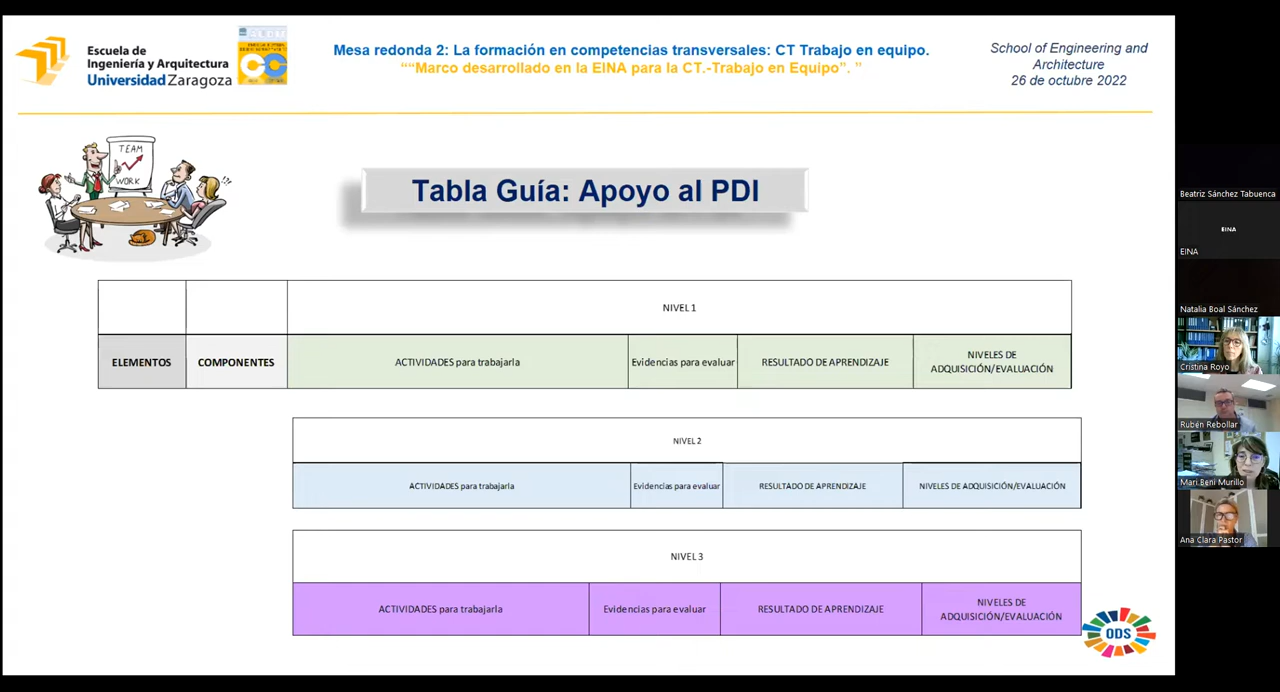 Escuela de
Ingeniería y Arquitectura
Universidad Zaragoza
Mesa redonda 2: La formación en competencias transversales: CT Trabajo en equipo.
““Marco desarrollado en la EINA para la CT.-Trabajo en Equipo”. ”
School of Engineering and
Architecture
26 de octubre 2022
TEAM
WORK
Tabla Guía: Apoyo al PDI
NIVEL 1
ELEMENTOS
COMPONENTES
ACTIVIDADES para trabajarla
Evidencias para evaluar
RESULTADO DE APRENDIZAJE
NIVELES DE
ADQUISICIÓN/EVALUACIÓN
NIVEL 2
ACTIVIDADES para trabajarla
Evidencias para evaluar
RESULTADO DE APRENDIZAJE
NIVELES DE ADQUISICIÓN/EVALUACIÓN
NIVEL 3
ACTIVIDADES para trabajarla
Evidencias para evaluar
RESULTADO DE APRENDIZAJE
NIVELES DE
ADQUISICIÓN/EVALUACIÓN
ODS
Beatriz Sánchez Tabuenca
EINA
EINA
Natalia Boal Sánchez
Cristina Royo
Rubén Rebollar
Mari.Beni Murillo
Ana Clara Pastor